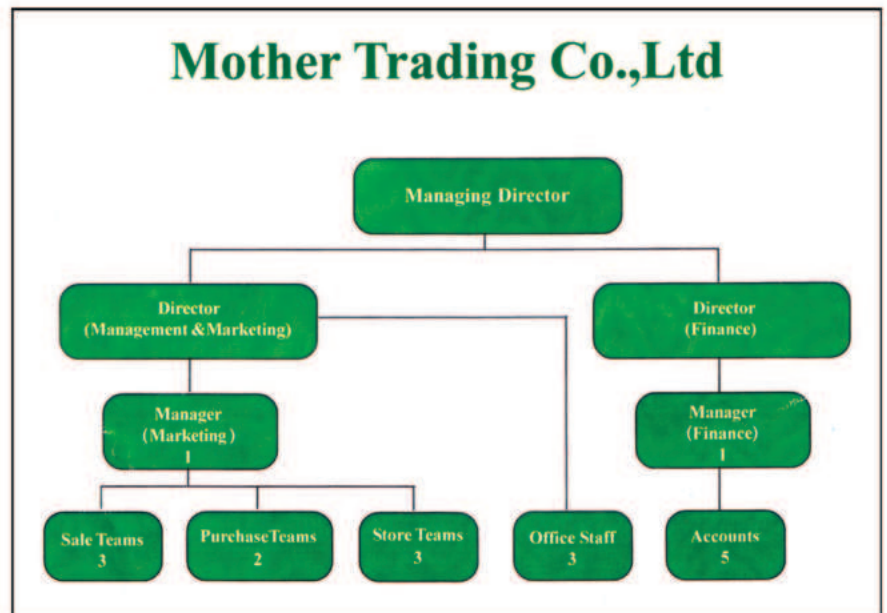 Mother Trading Co.,Ltd
Managing Director
Director
(Management &Marketing)
Director
(Finance)
Manager
(Marketing )
1
Manager
(Finance)
1
Sale Teams
3
PurchaseTeams
2
Store Teams
3
Office Staff
3
Accounts
5